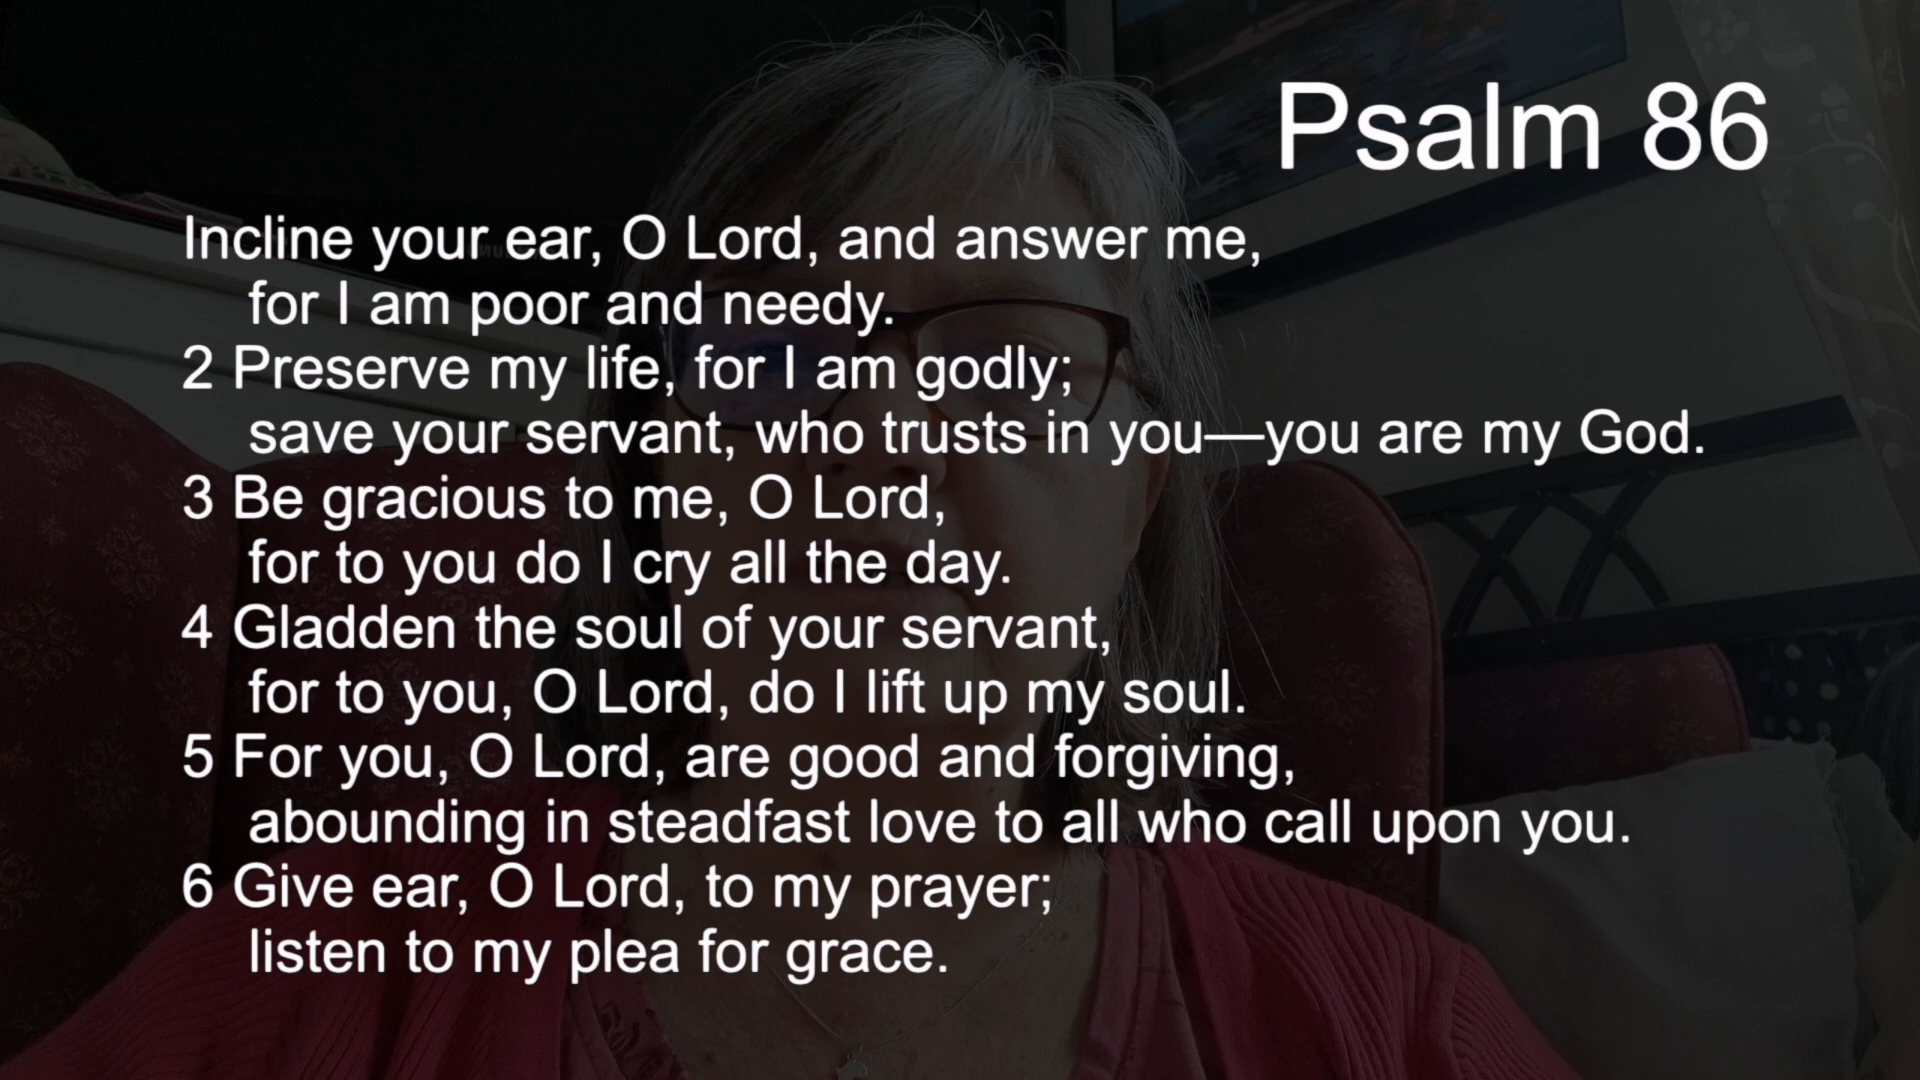 Psalm 86
Incline your ear, O Lord, and answer me,
for I am poor and needy.
2 Preserve my life, for I am godly;
save your servant, who trusts in you—you are my God.
3 Be gracious to me, O Lord,
for to you do I cry all the day.
4 Gladden the soul of your servant,
for to you, O Lord, do I lift up my soul.
5 For you, O Lord, are good and forgiving,
abounding in steadfast love to all who call upon you.
6 Give ear, O Lord, to my prayer;
listen to my plea for grace.